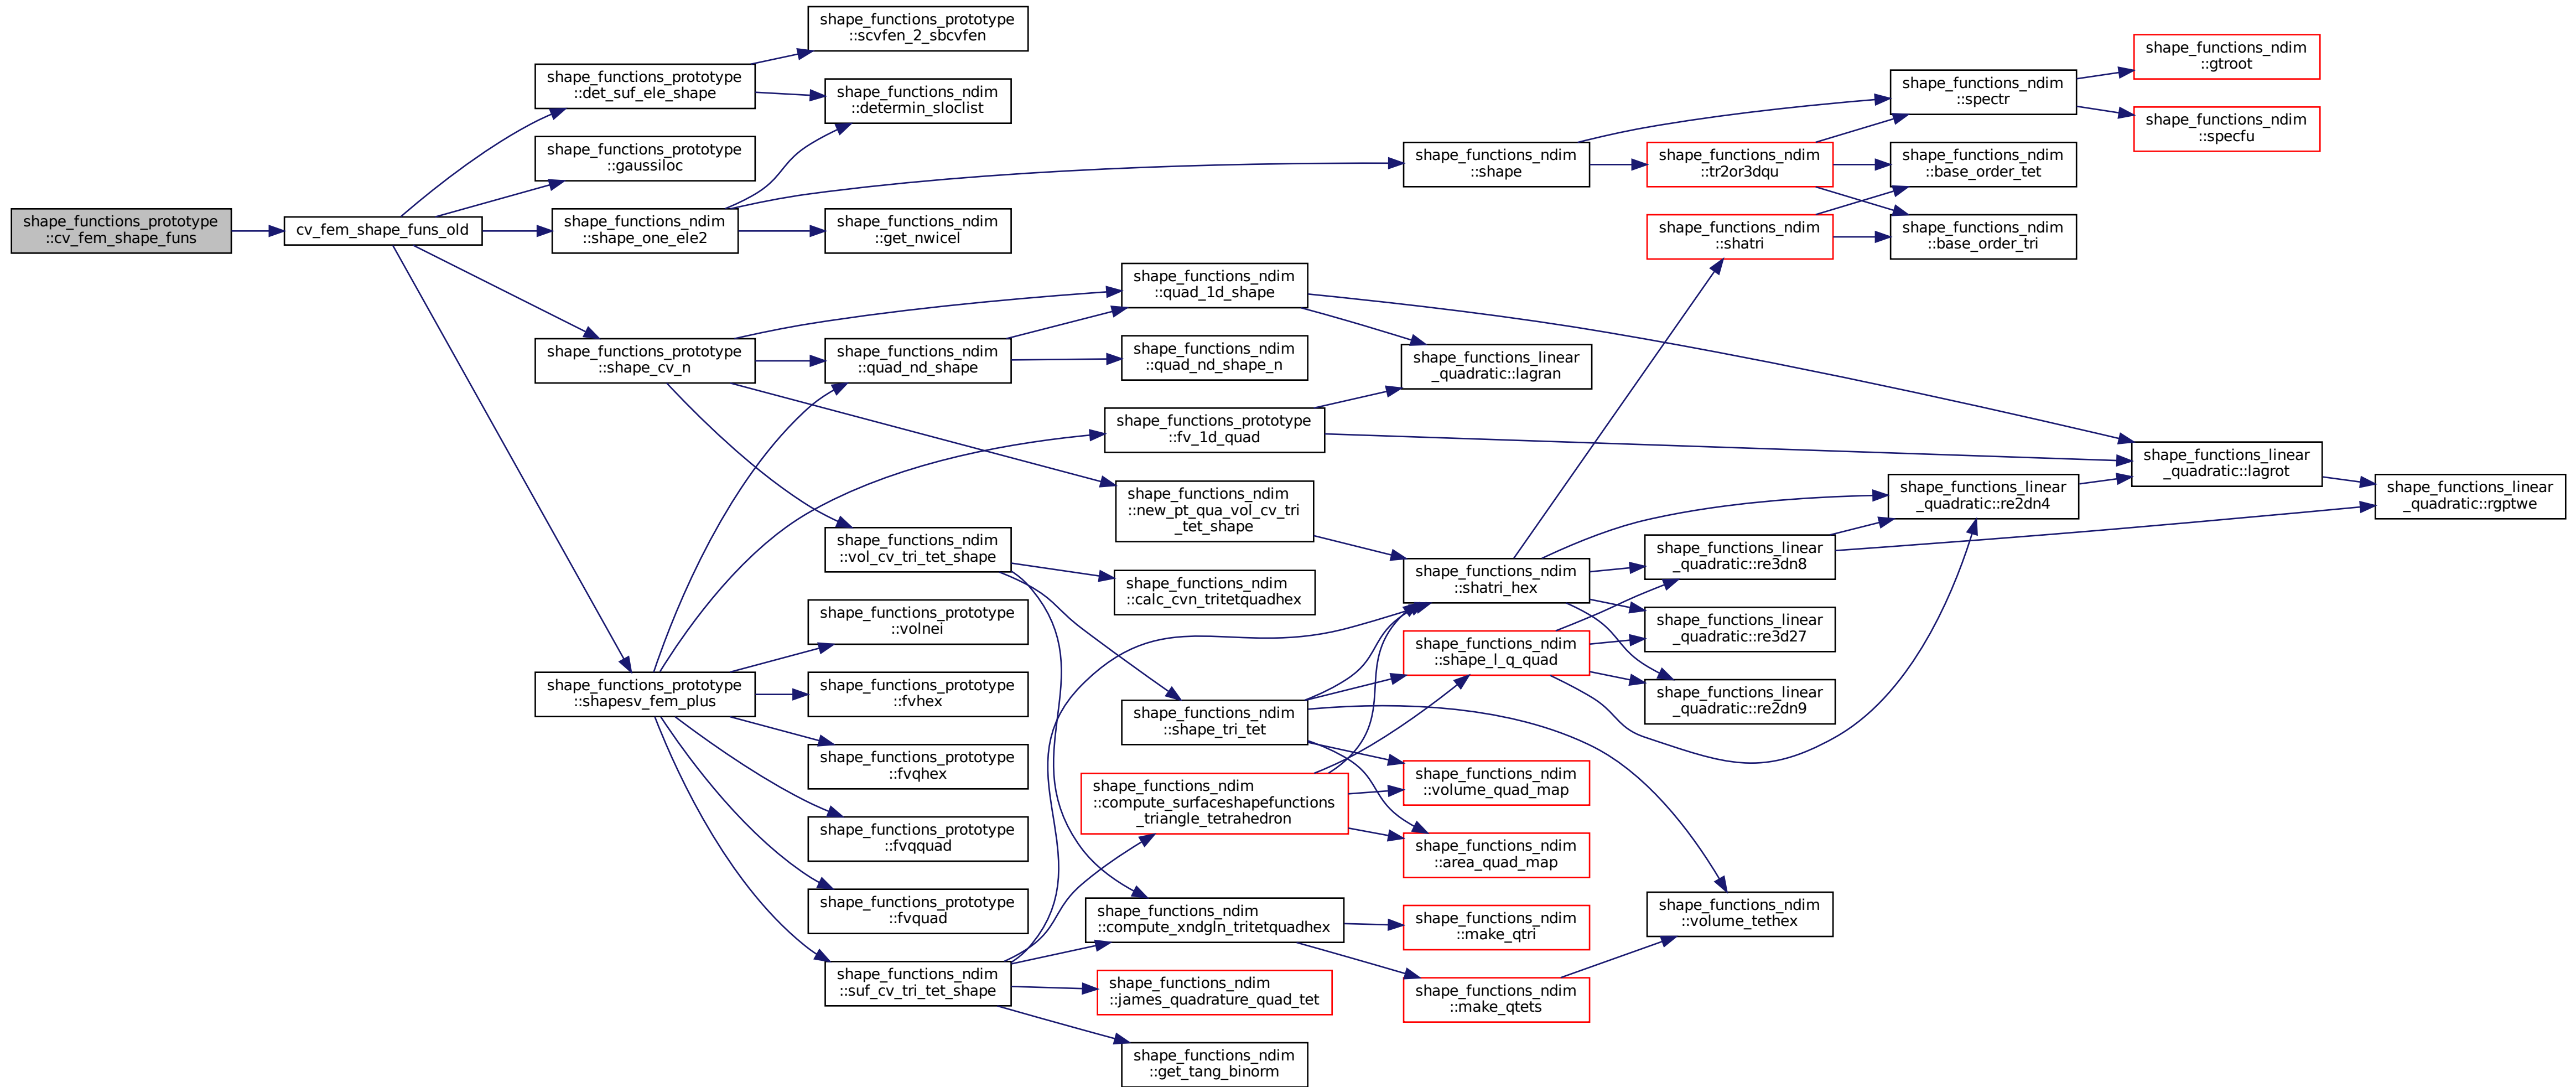 shape_functions_prototype
::cv_fem_shape_funs
cv_fem_shape_funs_old
shape_functions_prototype
::det_suf_ele_shape
shape_functions_prototype
::gaussiloc
shape_functions_ndim
::shape_one_ele2
shape_functions_prototype
::shape_cv_n
shape_functions_prototype
::shapesv_fem_plus
shape_functions_prototype
::scvfen_2_sbcvfen
shape_functions_ndim
::determin_sloclist
shape_functions_ndim
::get_nwicel
shape_functions_ndim
::quad_nd_shape
shape_functions_ndim
::vol_cv_tri_tet_shape
shape_functions_prototype
::volnei
shape_functions_prototype
::fvhex
shape_functions_prototype
::fvqhex
shape_functions_prototype
::fvqquad
shape_functions_prototype
::fvquad
shape_functions_ndim
::suf_cv_tri_tet_shape
shape_functions_ndim
::quad_1d_shape
shape_functions_ndim
::quad_nd_shape_n
shape_functions_prototype
::fv_1d_quad
shape_functions_ndim
::new_pt_qua_vol_cv_tri
_tet_shape
shape_functions_ndim
::calc_cvn_tritetquadhex
shape_functions_ndim
::shape_tri_tet
shape_functions_ndim
::compute_surfaceshapefunctions
_triangle_tetrahedron
shape_functions_ndim
::compute_xndgln_tritetquadhex
shape_functions_ndim
::james_quadrature_quad_tet
shape_functions_ndim
::get_tang_binorm
shape_functions_ndim
::shape
shape_functions_linear
_quadratic::lagran
shape_functions_ndim
::shatri_hex
shape_functions_ndim
::shape_l_q_quad
shape_functions_ndim
::volume_quad_map
shape_functions_ndim
::area_quad_map
shape_functions_ndim
::make_qtri
shape_functions_ndim
::make_qtets
shape_functions_ndim
::tr2or3dqu
shape_functions_ndim
::shatri
shape_functions_linear
_quadratic::re3dn8
shape_functions_linear
_quadratic::re3d27
shape_functions_linear
_quadratic::re2dn9
shape_functions_ndim
::volume_tethex
shape_functions_ndim
::spectr
shape_functions_ndim
::base_order_tet
shape_functions_ndim
::base_order_tri
shape_functions_linear
_quadratic::re2dn4
shape_functions_ndim
::gtroot
shape_functions_ndim
::specfu
shape_functions_linear
_quadratic::lagrot
shape_functions_linear
_quadratic::rgptwe